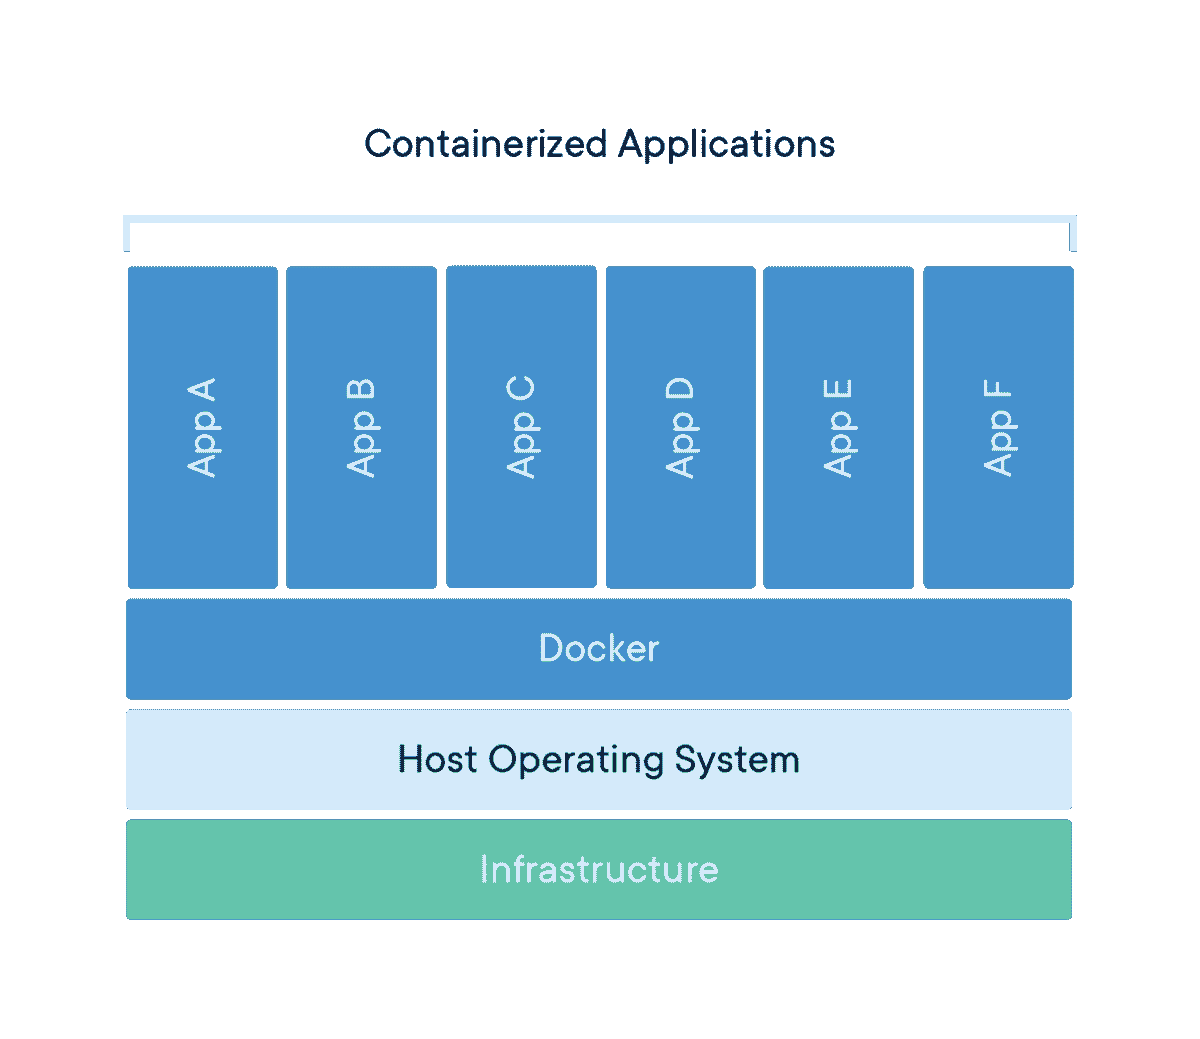 Containerized Applications
App A
App B
App C
App D
App E
App F
Docker
Host Operating System
Infrastructure